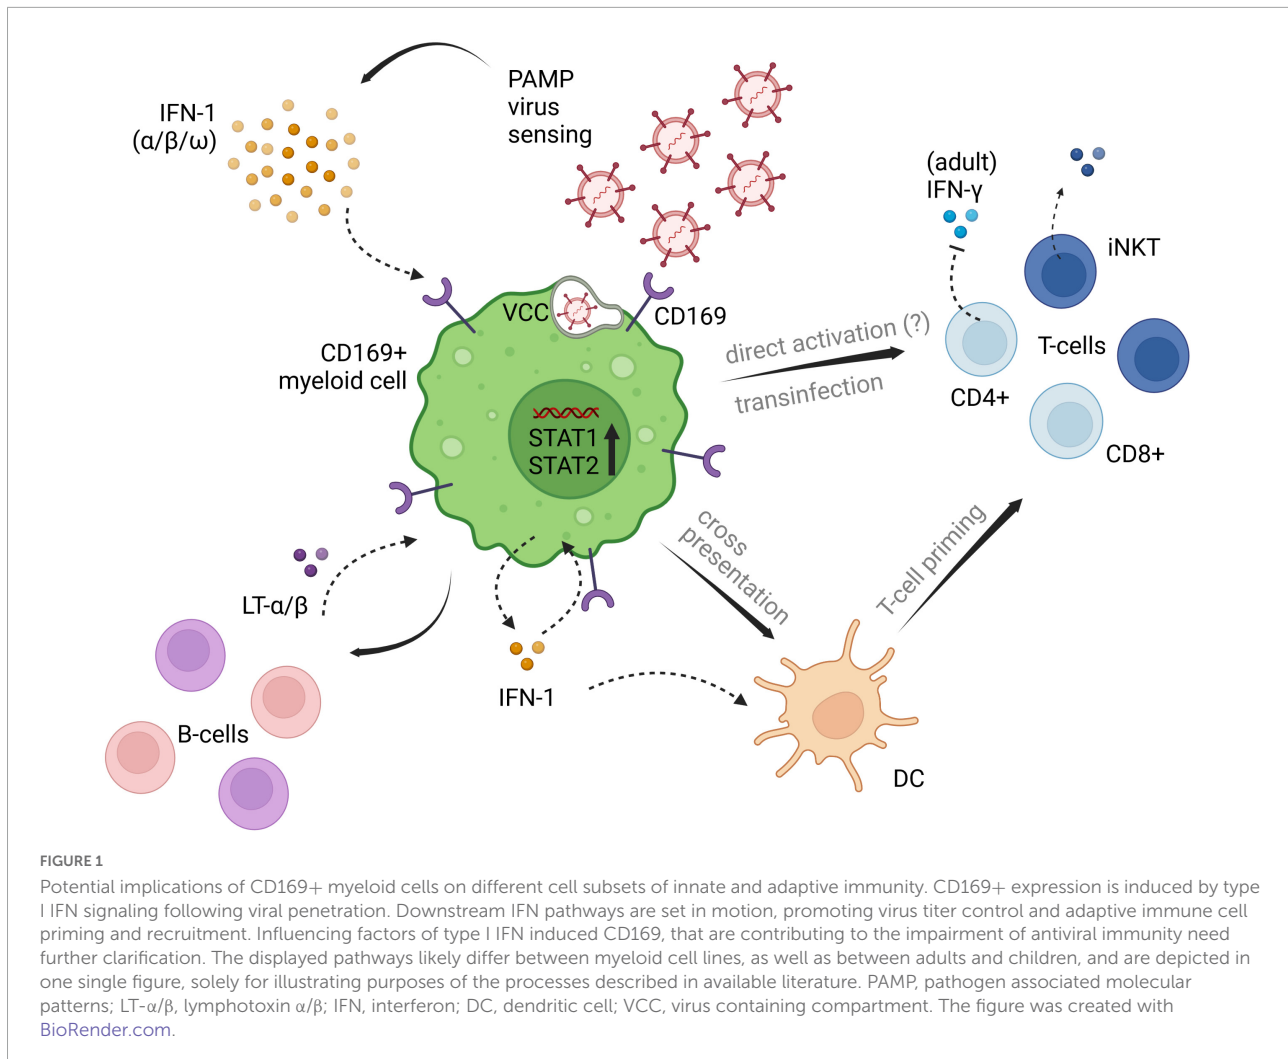 PAMP
virus
sensing
IFN-1
(α/β/ω)
(adult)
IFN-γ
iNKT
VCC
CD169
CD169+
myeloid cell
direct activation (?)
transinfection
T-cells
CD4+
CD8+
STAT1
STAT2
cross
presentation
T-cell priming
LT-α/β
IFN-1
B-cells
DC
FIGURE 1
Potential implications of CD169+ myeloid cells on different cell subsets of innate and adaptive immunity. CD169+ expression is induced by type
I IFN signaling following viral penetration. Downstream IFN pathways are set in motion, promoting virus titer control and adaptive immune cell
priming and recruitment. Influencing factors of type I IFN induced CD169, that are contributing to the impairment of antiviral immunity need
further clarification. The displayed pathways likely differ between myeloid cell lines, as well as between adults and children, and are depicted in
one single figure, solely for illustrating purposes of the processes described in available literature. PAMP, pathogen associated molecular
patterns; LT-α/β, lymphotoxin α/β; IFN, interferon; DC, dendritic cell; VCC, virus containing compartment. The figure was created with
BioRender.com.